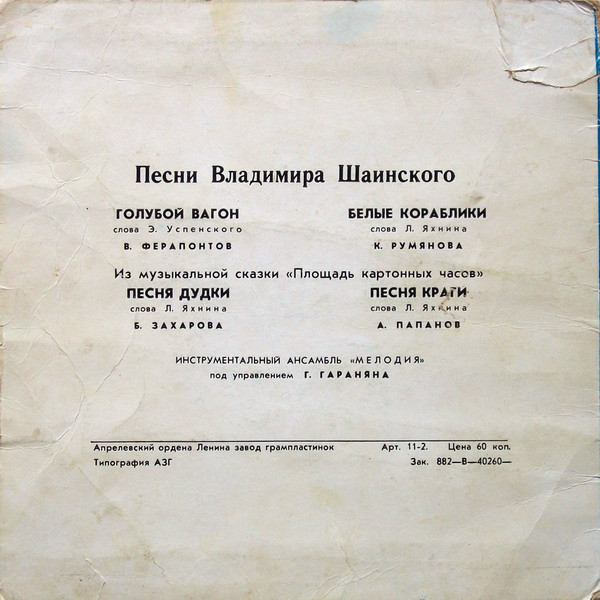 Песни Владимира Шаинского
ГОЛУБОЙ ВАГОН
слова Э. Успенского
В. ФЕРАПОНТОВ
БЕЛЫЕ КОРАБЛИКИ
слова Л. Яхнина
К. РУМЯНОВА
Из музыкальной сказки «Площадь картонных часов»
ПЕСНЯ ДУДКИ
слова Л. Яхнина
Б. ЗАХАРОВА
ПЕСНЯ КРАГИ
слова Л. Яхнина
А. ПАПАНОВ
ИНСТРУМЕНТАЛЬНЫЙ АНСАМБЛЬ «МЕЛОДИЯ»
под управлением Г. ГАРАНЯНА
Апрелевский ордена Ленина завод грампластинок Арт. 11-2. Цена 60 коп.
Типография АЗГ Зак. 882—В—40260—